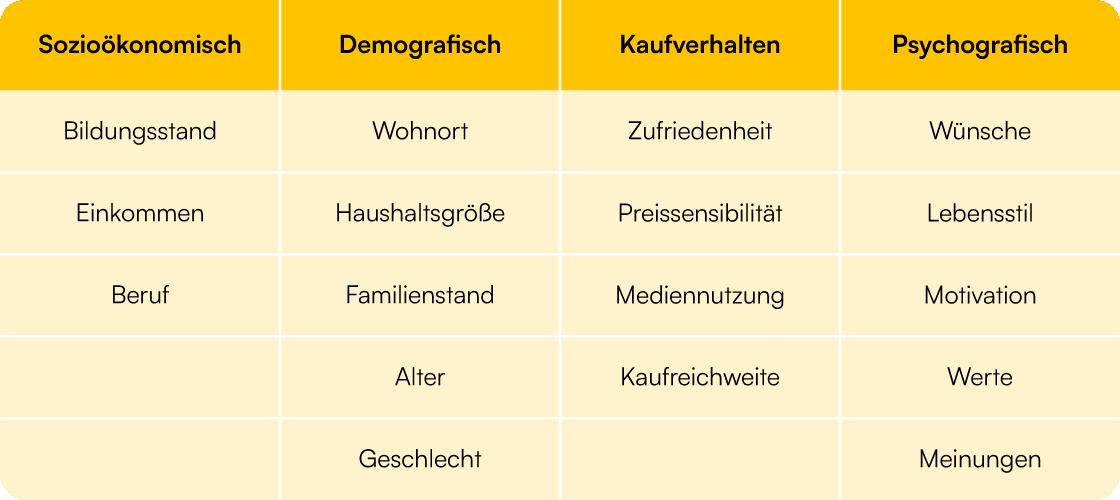 Sozioökonomisch Demografisch Kaufverhalten Psychografisch
Bildungsstand Wohnort Zufriedenheit Wünsche
Einkommen Haushaltsgröße Preissensibilität Lebensstil
Beruf Familienstand Mediennutzung Motivation
Alter Kaufreichweite Werte
Geschlecht Meinungen